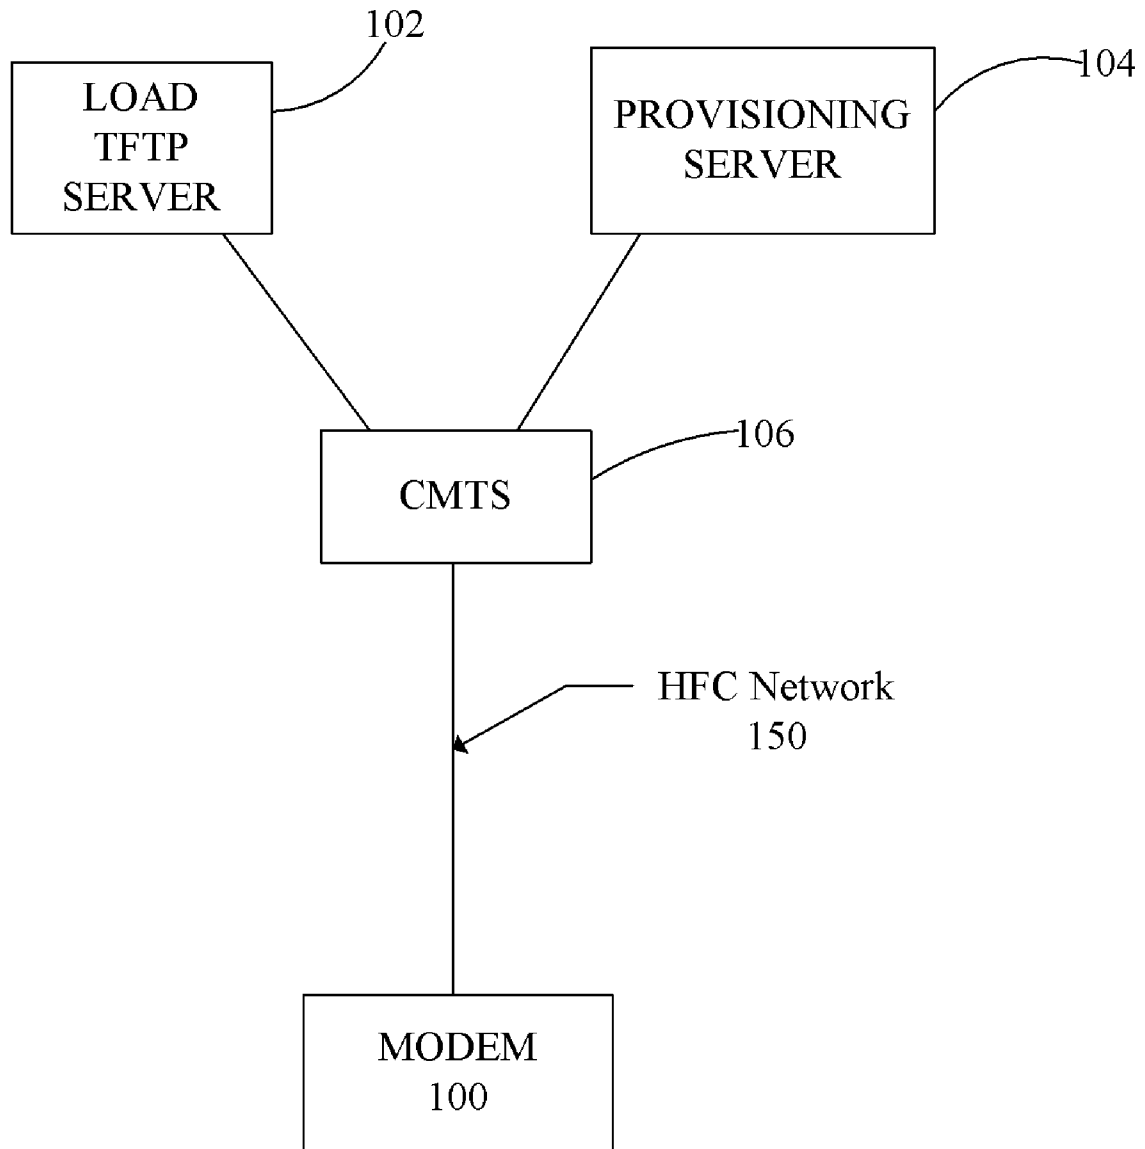 102
104
LOAD
TFTP
SERVER
PROVISIONING
SERVER
106
CMTS
HFC Network
150
MODEM
100